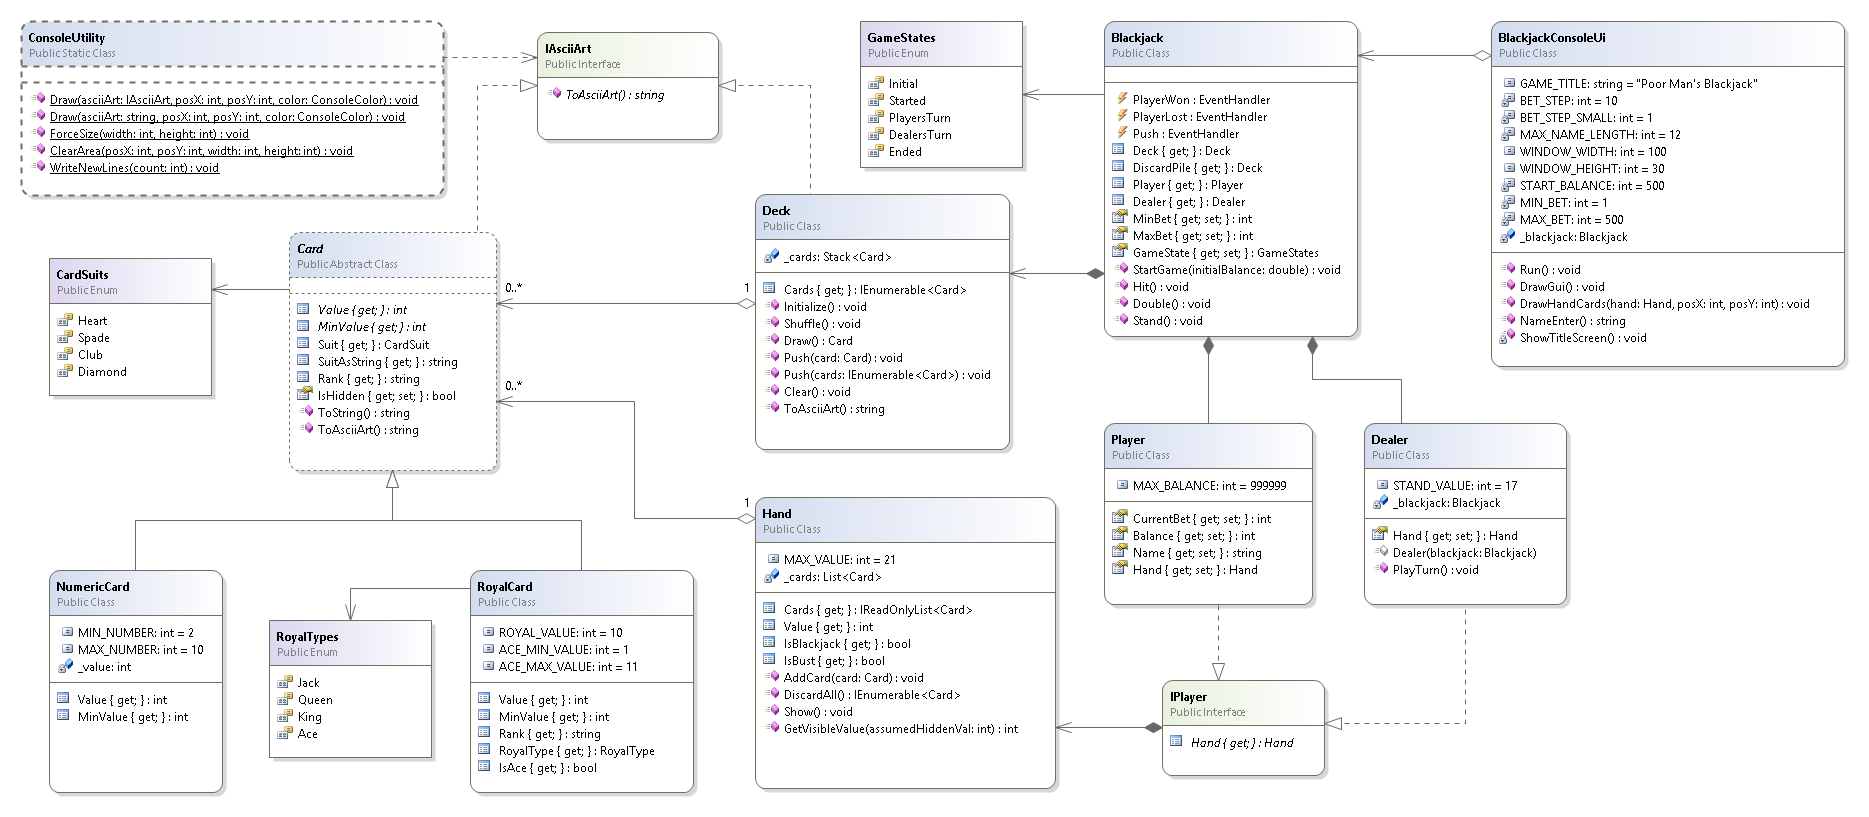 ConsoleUtility
Public Static Class
Draw(asciiArt: IAsciiArt, posX: int, posY: int, color: ConsoleColor) : void
Draw(asciiArt: string, posX: int, posY: int, color: ConsoleColor) : void
ForceSize(width: int, height: int) : void
ClearArea(posX: int, posY: int, width: int, height: int) : void
WriteNewLines(count: int) : void
IAsciiArt
Public Interface
ToAsciiArt() : string
GameStates
Public Enum
Initial
Started
PlayersTurn
DealersTurn
Ended
Blackjack
Public Class
PlayerWon : EventHandler
PlayerLost : EventHandler
Push : EventHandler
Deck { get; } : Deck
DiscardPile { get; } : Deck
Player { get; } : Player
Dealer { get; } : Dealer
MinBet { get; set; } : int
MaxBet { get; set; } : int
GameState { get; set; } : GameStates
StartGame(initialBalance: double) : void
Hit() : void
Double() : void
Stand() : void
BlackjackConsoleUi
Public Class
GAME_TITLE: string = "Poor Man's Blackjack"
BET_STEP: int = 10
BET_STEP_SMALL: int = 1
MAX_NAME_LENGTH: int = 12
WINDOW_WIDTH: int = 100
WINDOW_HEIGHT: int = 30
START_BALANCE: int = 500
MIN_BET: int = 1
MAX_BET: int = 500
_blackjack: Blackjack
Run() : void
DrawGui() : void
DrawHandCards(hand: Hand, posX: int, posY: int) : void
NameEnter() : string
ShowTitleScreen() : void
CardSuits
Public Enum
Heart
Spade
Club
Diamond
Card
Public Abstract Class
Value { get; } : int
MinValue { get; } : int
Suit { get; } : CardSuit
SuitAsString { get; } : string
Rank { get; } : string
IsHidden { get; set; } : bool
ToString() : string
ToAsciiArt() : string
0..*
1
0..*
1
Deck
Public Class
_cards: Stack<Card>
Cards { get; } : IEnumerable<Card>
Initialize() : void
Shuffle() : void
Draw() : Card
Push(card: Card) : void
Push(cards: IEnumerable<Card>) : void
Clear() : void
ToAsciiArt() : string
Player
Public Class
MAX_BALANCE: int = 999999
CurrentBet { get; set; } : int
Balance { get; set; } : int
Name { get; set; } : string
Hand { get; set; } : Hand
Dealer
Public Class
STAND_VALUE: int = 17
_blackjack: Blackjack
Hand { get; set; } : Hand
Dealer(blackjack: Blackjack)
PlayTurn() : void
Hand
Public Class
MAX_VALUE: int = 21
_cards: List<Card>
Cards { get; } : IReadOnlyList<Card>
Value { get; } : int
IsBlackjack { get; } : bool
IsBust { get; } : bool
AddCard(card: Card) : void
DiscardAll() : IEnumerable<Card>
Show() : void
GetVisibleValue(assumedHiddenVal: int) : int
NumericCard
Public Class
MIN_NUMBER: int = 2
MAX_NUMBER: int = 10
_value: int
Value { get; } : int
MinValue { get; } : int
RoyalTypes
Public Enum
Jack
Queen
King
Ace
RoyalCard
Public Class
ROYAL_VALUE: int = 10
ACE_MIN_VALUE: int = 1
ACE_MAX_VALUE: int = 11
Value { get; } : int
MinValue { get; } : int
Rank { get; } : string
RoyalType { get; } : RoyalType
IsAce { get; } : bool
IPlayer
Public Interface
Hand { get; } : Hand